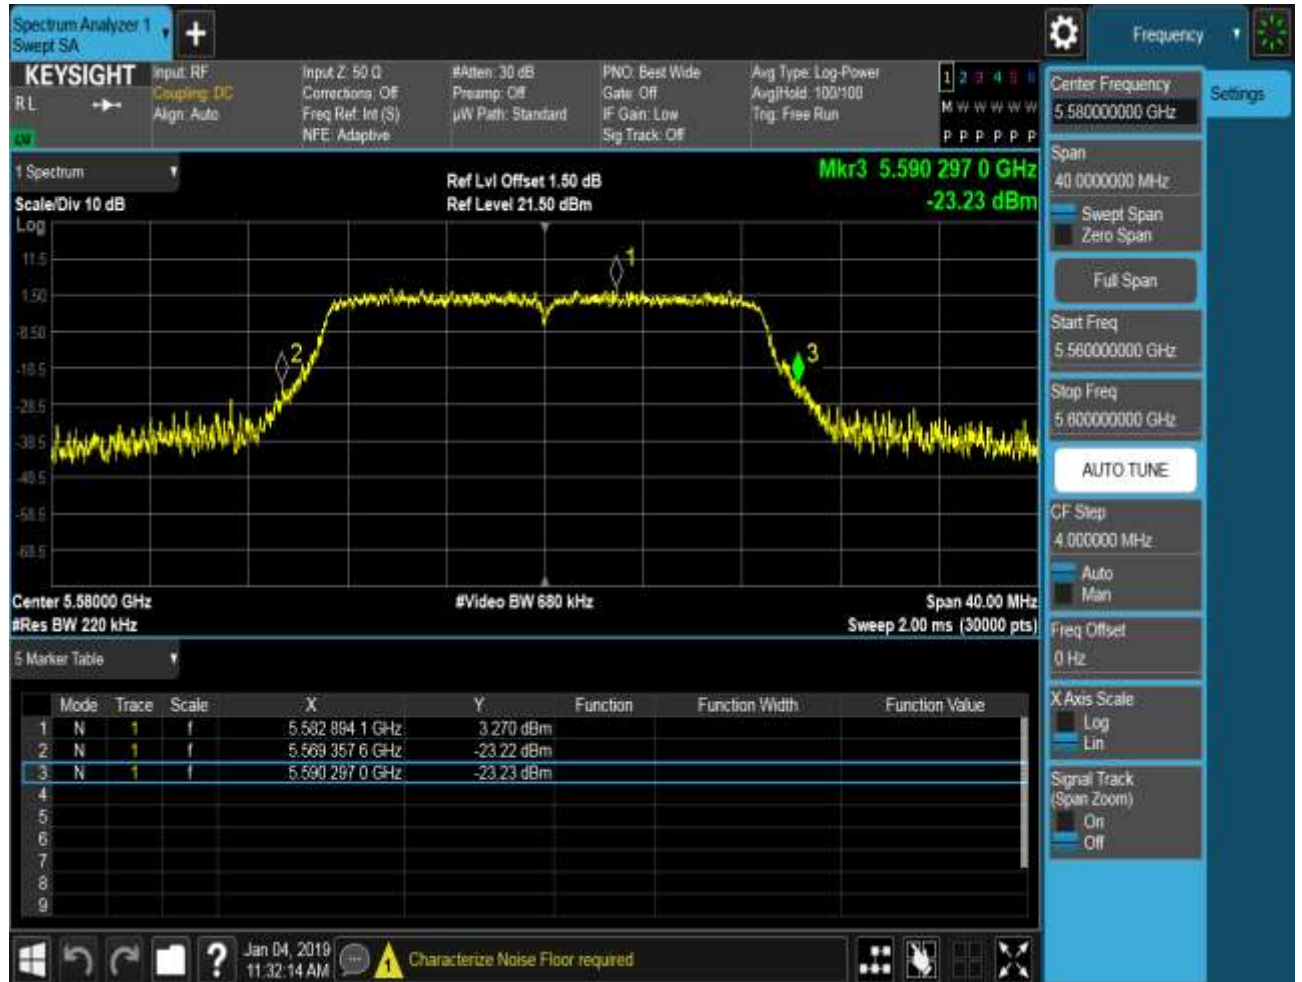 Spectrum Analyzer 1
Swept SA
+
Frequency
KEYSIGHT
R L
Input: RF
Coupling: DC
Align: Auto
Input Z: 50 Ω
Corrections: Off
Freq Ref: Int (S)
NFE: Adaptive
#Atten: 30 dB
Preamp: Off
µW Path: Standard
PNO: Best Wide
Gate: Off
IF Gain: Low
Sig Track: Off
Avg Type: Log-Power
Avg|Hold: 100/100
Trig: Free Run
1 2 3 4 5 6
M W W W W W
P P P P P P
1 Spectrum
Scale/Div 10 dB
Log
Ref Lvl Offset 1.50 dB
Ref Level 21.50 dBm
Mkr3 5.590 297 0 GHz
-23.23 dBm
11.5
1.50
-8.50
-18.5
-28.5
-38.5
-48.5
-58.5
-68.5
1
2
3
Center 5.58000 GHz
#Video BW 680 kHz
Span 40.00 MHz
#Res BW 220 kHz
Sweep 2.00 ms (30000 pts)
5 Marker Table
Mode Trace Scale X Y Function Function Width Function Value
1 N 1 f 5.582 894 1 GHz 3.270 dBm
2 N 1 f 5.569 357 6 GHz -23.22 dBm
3 N 1 f 5.590 297 0 GHz -23.23 dBm
4
5
6
7
8
9
?
Jan 04, 2019
11:32:14 AM
1
Characterize Noise Floor required
Center Frequency
5.580000000 GHz
Settings
Span
40.0000000 MHz
Swept Span
Zero Span
Full Span
Start Freq
5.560000000 GHz
Stop Freq
5.600000000 GHz
AUTO TUNE
CF Step
4.000000 MHz
Auto
Man
Freq Offset
0 Hz
X Axis Scale
Log
Lin
Signal Track
(Span Zoom)
On
Off